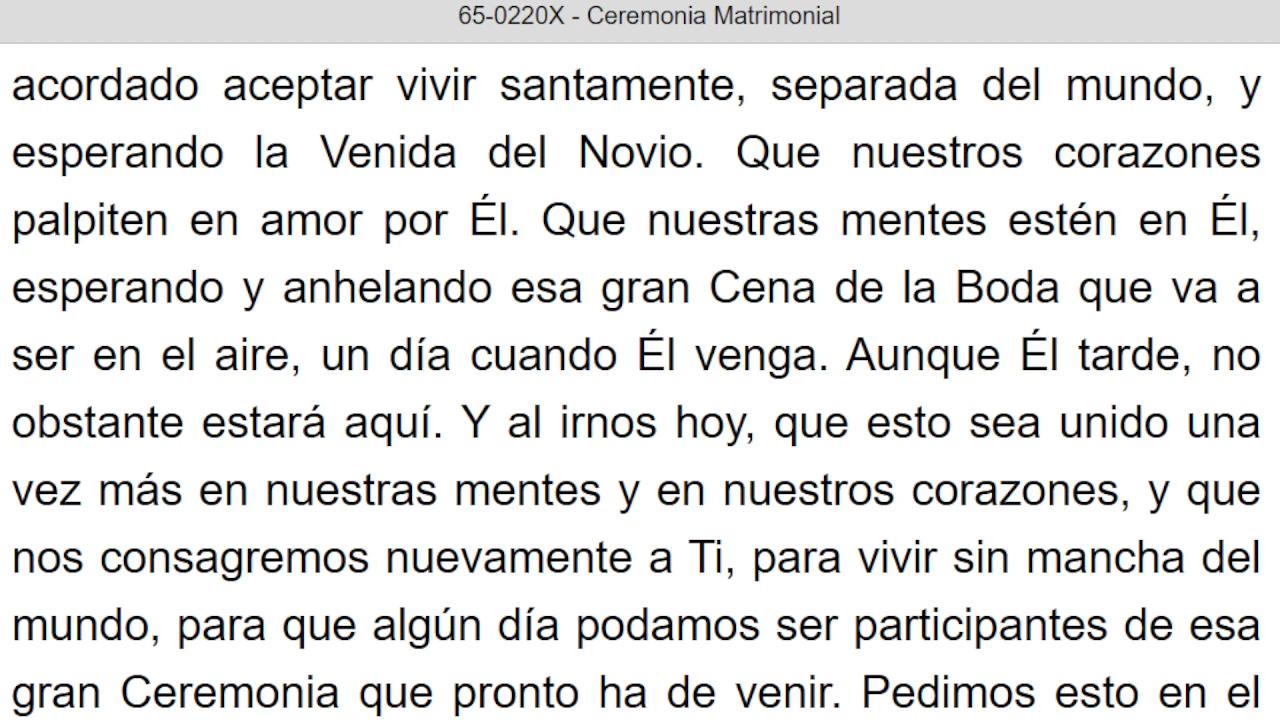 65-0220X - Ceremonia Matrimonial
acordado aceptar vivir santamente, separada del mundo, y
esperando la Venida del Novio. Que nuestros corazones
palpiten en amor por Él. Que nuestras mentes estén en Él,
esperando y anhelando esa gran Cena de la Boda que va a
ser en el aire, un día cuando Él venga. Aunque Él tarde, no
obstante estará aquí. Y al irnos hoy, que esto sea unido una
vez más en nuestras mentes y en nuestros corazones, y que
nos consagremos nuevamente a Ti, para vivir sin mancha del
mundo, para que algún día podamos ser participantes de esa
gran Ceremonia que pronto ha de venir. Pedimos esto en el